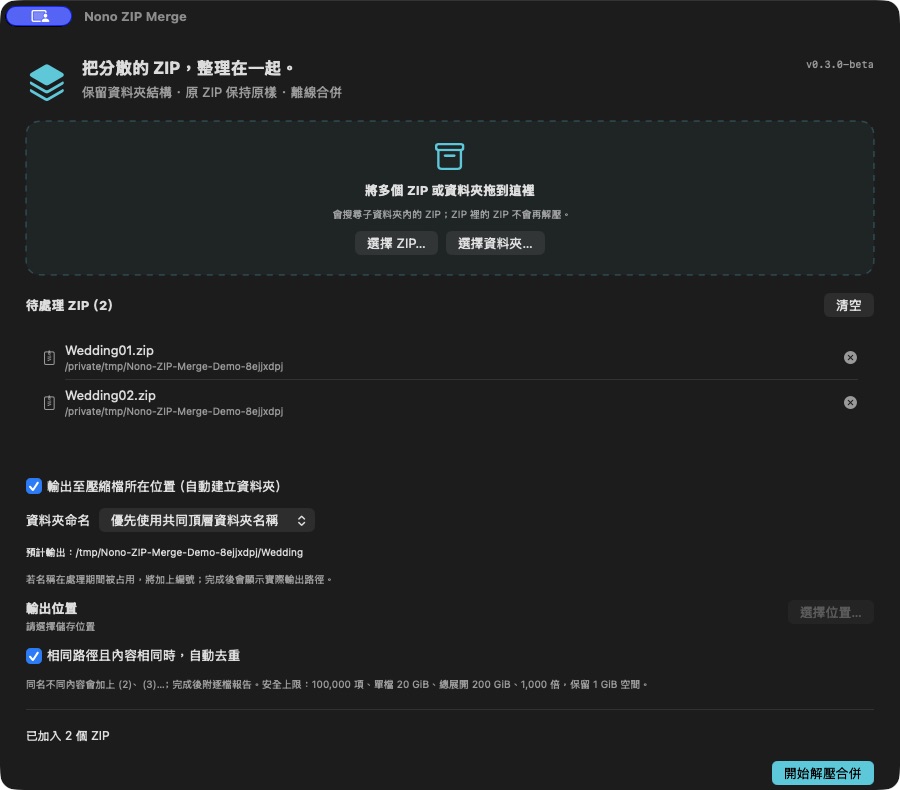 Nono ZIP Merge
把分散的 ZIP，整理在一起。
v0.3.0-beta
保留資料夾結構・原 ZIP 保持原樣・離線合併
將多個 ZIP 或資料夾拖到這裡
會搜尋子資料夾內的 ZIP；ZIP 裡的 ZIP 不會再解壓。
選擇 ZIP…
選擇資料夾…
待處理 ZIP (2)
清空
Wedding01.zip
/private/tmp/Nono-ZIP-Merge-Demo-8ejjxdpj
Wedding02.zip
/private/tmp/Nono-ZIP-Merge-Demo-8ejjxdpj
輸出至壓縮檔所在位置 (自動建立資料夾)
資料夾命名 優先使用共同頂層資料夾名稱
預計輸出：/tmp/Nono-ZIP-Merge-Demo-8ejjxdpj/Wedding
若名稱在處理期間被占用，將加上編號；完成後會顯示實際輸出路徑。
輸出位置
請選擇儲存位置
選擇位置…
相同路徑且內容相同時，自動去重
同名不同內容會加上 (2)、 (3)…；完成後附逐檔報告。安全上限：100,000 項、單檔 20 GiB、總展開 200 GiB、1,000 倍，保留 1 GiB 空間。
已加入 2 個 ZIP
開始解壓合併